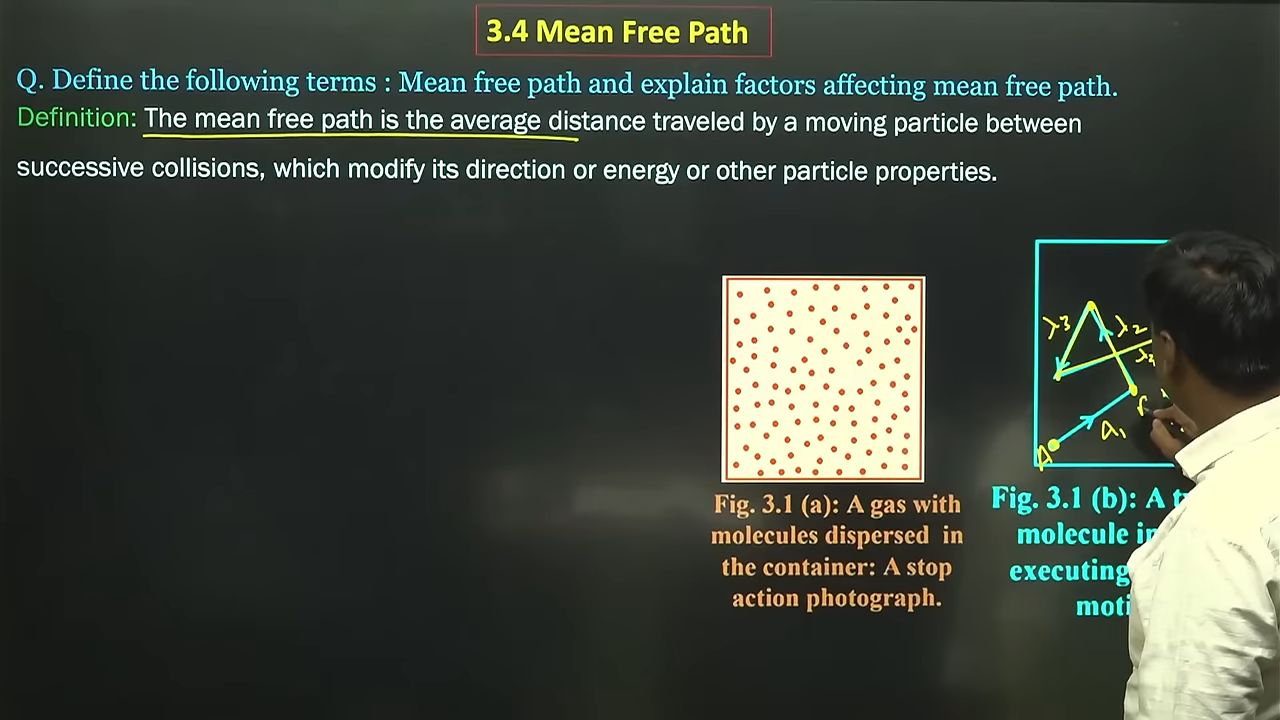 3.4 Mean Free Path
Q. Define the following terms : Mean free path and explain factors affecting mean free path.
Definition: The mean free path is the average distance traveled by a moving particle between
successive collisions, which modify its direction or energy or other particle properties.
λ3
λ2
a1
A
Fig. 3.1 (a): A gas with
molecules dispersed in
the container: A stop
action photograph.
Fig. 3.1 (b): A
molecule
executing